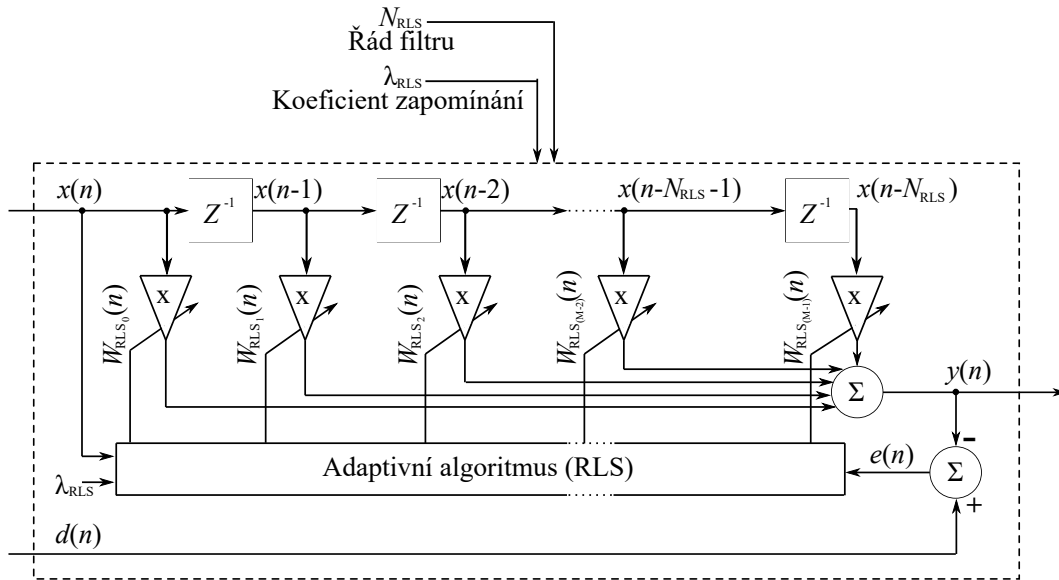 N_RLS
Řád filtru
λ_RLS
Koeficient zapomínání
x(n)
x(n-1)
x(n-2)
x(n-N_RLS-1)
x(n-N_RLS)
Z^-1
Z^-1
Z^-1
x
x
x
x
x
W_RLS_0(n)
W_RLS_1(n)
W_RLS_2(n)
W_RLS_(M-2)(n)
W_RLS_(M-1)(n)
Σ
y(n)
-
Adaptivní algoritmus (RLS)
e(n)
Σ
+
λ_RLS
d(n)